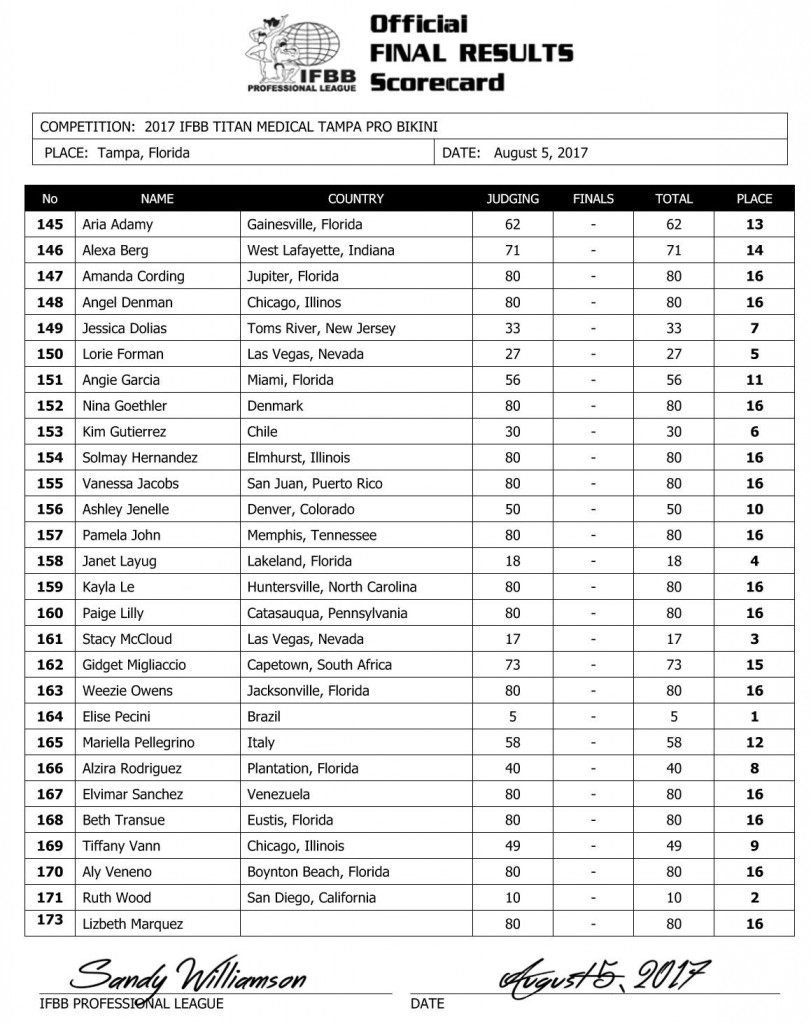 Official
FINAL RESULTS
Scorecard
IFBB
PROFESSIONAL LEAGUE
COMPETITION: 2017 IFBB TITAN MEDICAL TAMPA PRO BIKINI
PLACE: Tampa, Florida DATE: August 5, 2017
No NAME COUNTRY JUDGING FINALS TOTAL PLACE
145 Aria Adamy Gainesville, Florida 62 - 62 13
146 Alexa Berg West Lafayette, Indiana 71 - 71 14
147 Amanda Cording Jupiter, Florida 80 - 80 16
148 Angel Denman Chicago, Illinos 80 - 80 16
149 Jessica Dolias Toms River, New Jersey 33 - 33 7
150 Lorie Forman Las Vegas, Nevada 27 - 27 5
151 Angie Garcia Miami, Florida 56 - 56 11
152 Nina Goethler Denmark 80 - 80 16
153 Kim Gutierrez Chile 30 - 30 6
154 Solmay Hernandez Elmhurst, Illinois 80 - 80 16
155 Vanessa Jacobs San Juan, Puerto Rico 80 - 80 16
156 Ashley Jenelle Denver, Colorado 50 - 50 10
157 Pamela John Memphis, Tennessee 80 - 80 16
158 Janet Layug Lakeland, Florida 18 - 18 4
159 Kayla Le Huntersville, North Carolina 80 - 80 16
160 Paige Lilly Catasauqua, Pennsylvania 80 - 80 16
161 Stacy McCloud Las Vegas, Nevada 17 - 17 3
162 Gidget Migliaccio Capetown, South Africa 73 - 73 15
163 Weezie Owens Jacksonville, Florida 80 - 80 16
164 Elise Pecini Brazil 5 - 5 1
165 Mariella Pellegrino Italy 58 - 58 12
166 Alzira Rodriguez Plantation, Florida 40 - 40 8
167 Elvimar Sanchez Venezuela 80 - 80 16
168 Beth Transue Eustis, Florida 80 - 80 16
169 Tiffany Vann Chicago, Illinois 49 - 49 9
170 Aly Veneno Boynton Beach, Florida 80 - 80 16
171 Ruth Wood San Diego, California 10 - 10 2
173 Lizbeth Marquez 80 - 80 16
Sandy Williamson August 5, 2017
IFBB PROFESSIONAL LEAGUE DATE